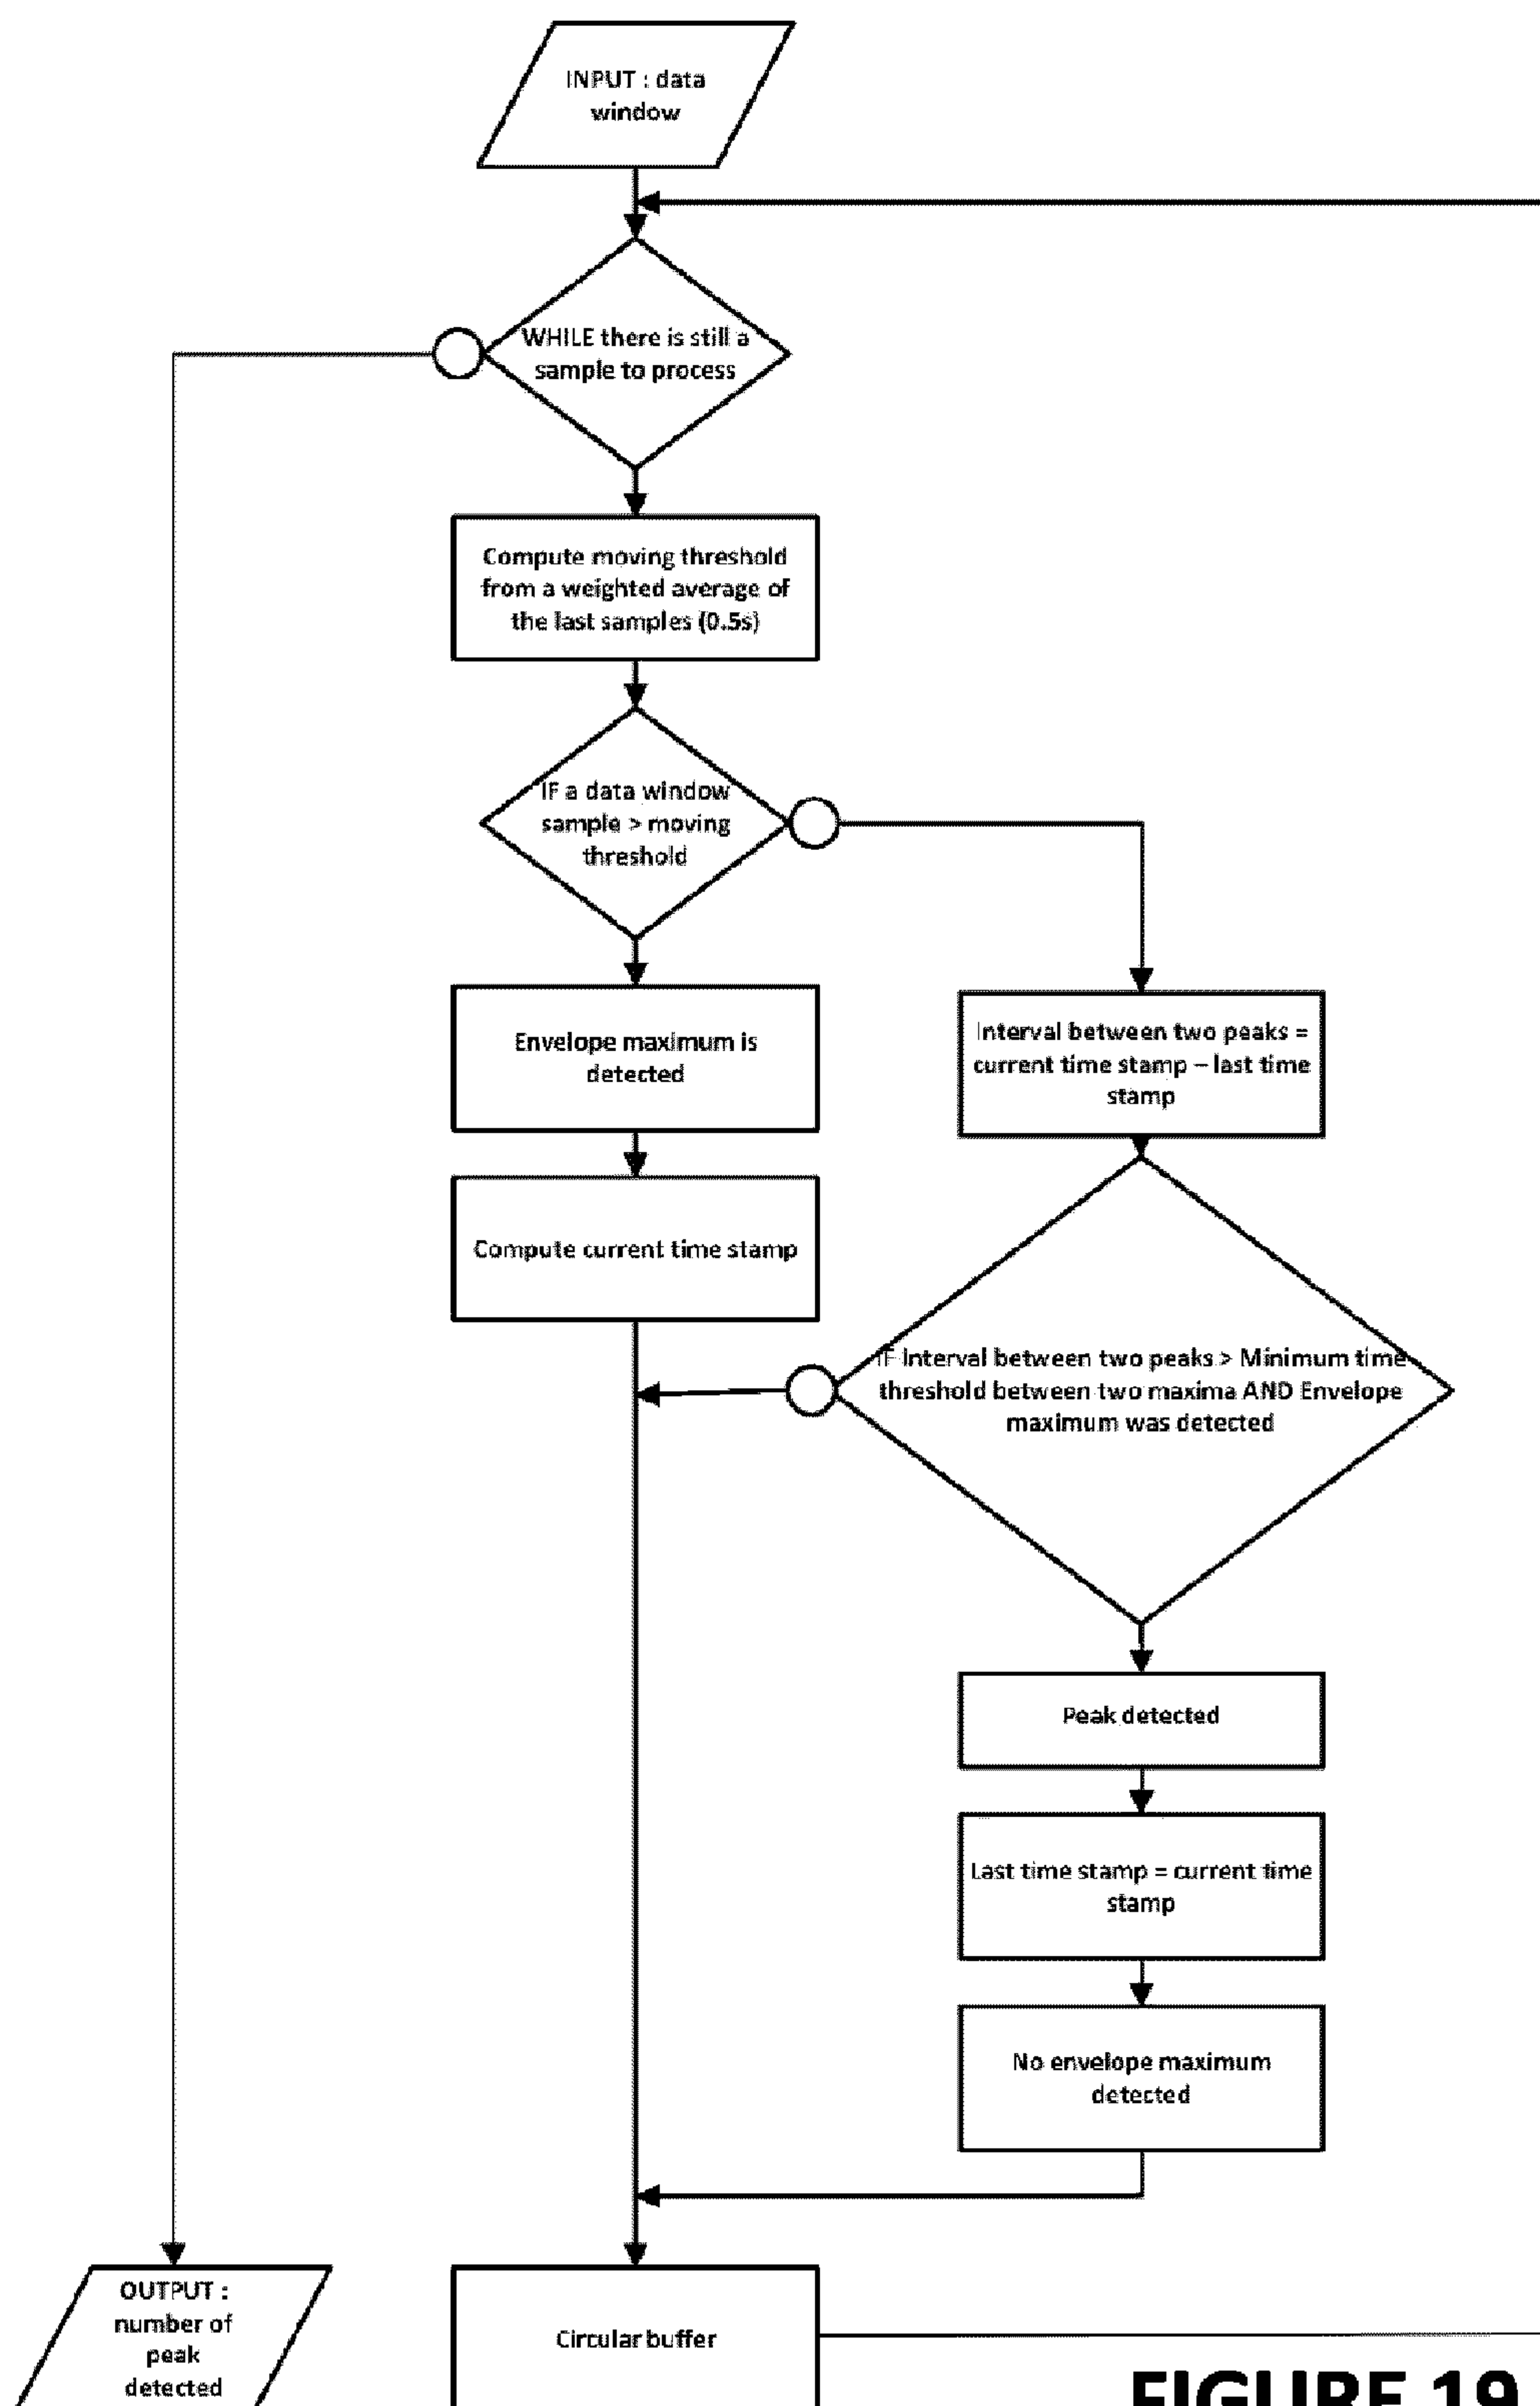 INPUT : data
window
WHILE there is still a
sample to process
Compute moving threshold
from a weighted average of
the last samples (0.5s)
IF a data window
sample > moving
threshold
Envelope maximum is
detected
Interval between two peaks =
current time stamp – last time
stamp
Compute current time stamp
IF Interval between two peaks > Minimum time
threshold between two maxima AND Envelope
maximum was detected
Peak detected
Last time stamp = current time
stamp
No envelope maximum
detected
OUTPUT :
number of
peak
detected
Circular buffer
FIGURE 19